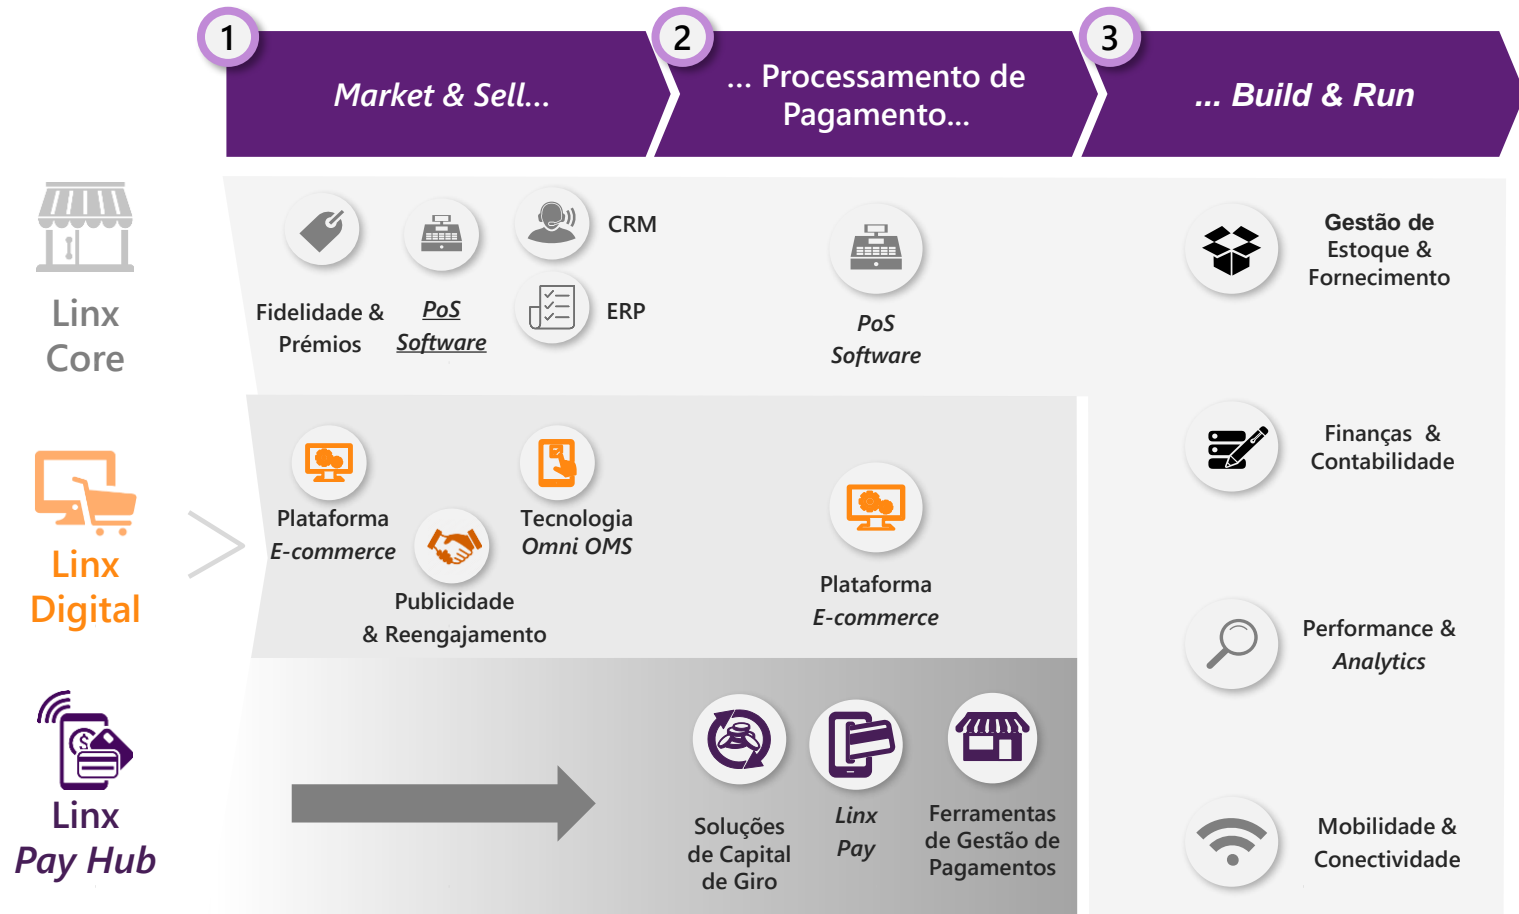 1
Market & Sell...
2
... Processamento de
Pagamento...
3
... Build & Run
Linx
Core
Fidelidade &
Prémios
PoS
Software
CRM
ERP
PoS
Software
Gestão de
Estoque &
Fornecimento
Linx
Digital
Plataforma
E-commerce
Publicidade
& Reengajamento
Tecnologia
Omni OMS
Plataforma
E-commerce
Finanças &
Contabilidade
Performance &
Analytics
Linx
Pay Hub
Soluções
de Capital
de Giro
Linx
Pay
Ferramentas
de Gestão de
Pagamentos
Mobilidade &
Conectividade